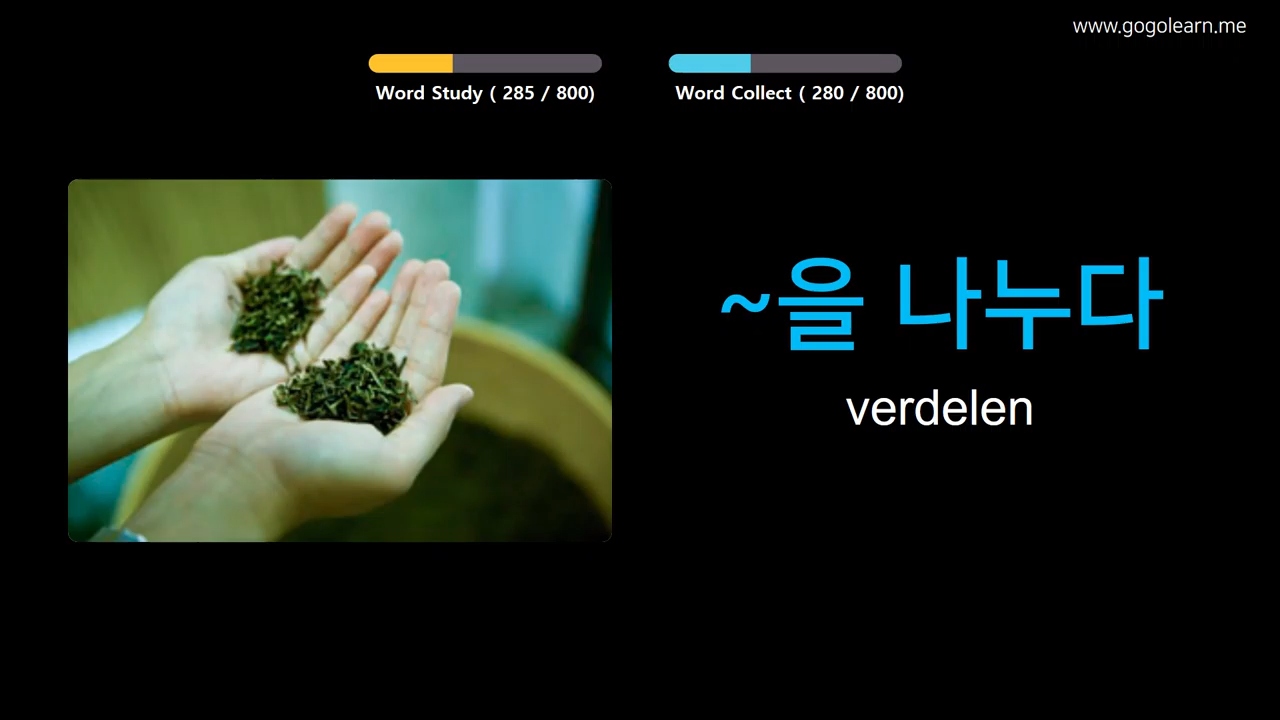 www.gogolearn.me
Word Study ( 285 / 800)
Word Collect ( 280 / 800)
~을 나누다
verdelen